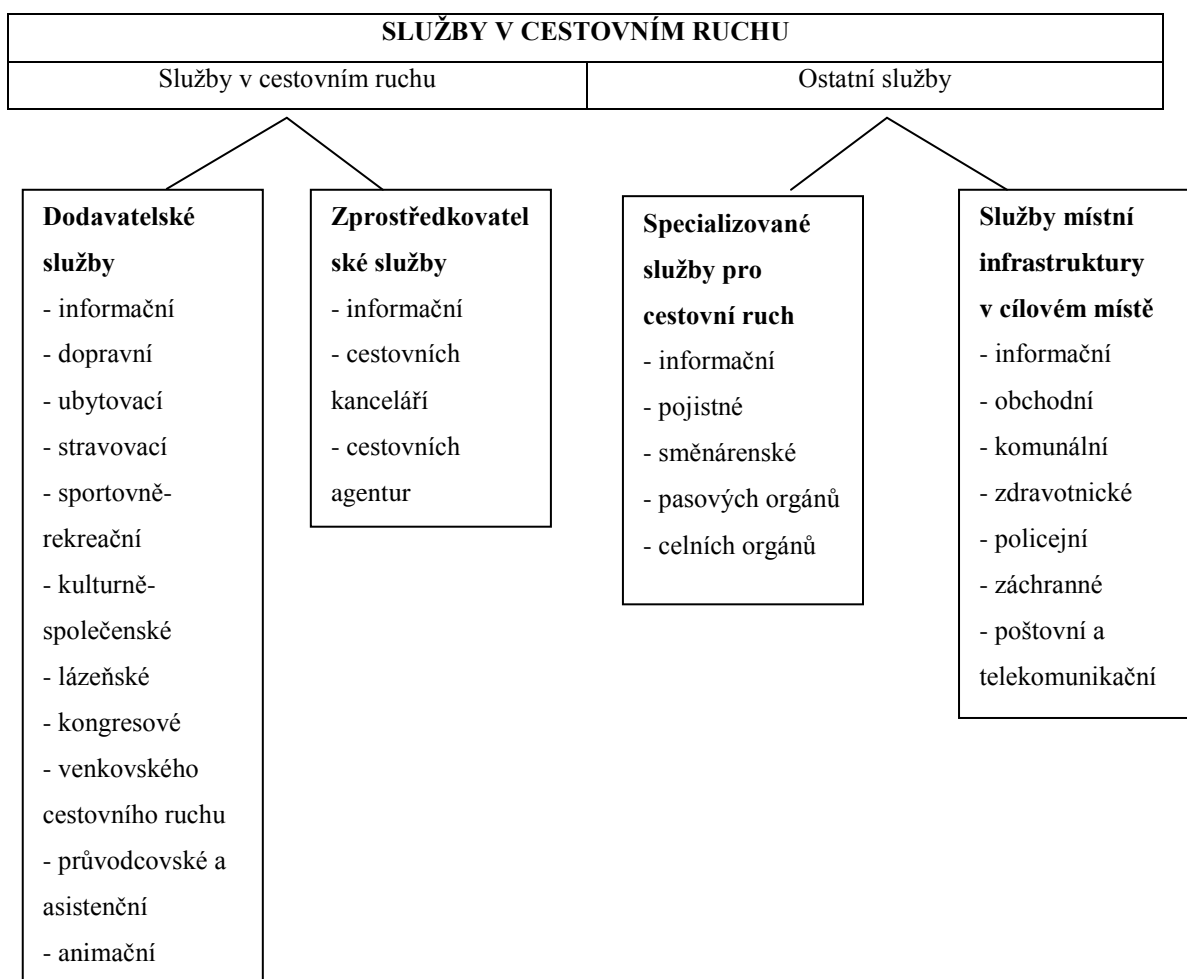 SLUŽBY V CESTOVNÍM RUCHU
Služby v cestovním ruchu
Ostatní služby
Dodavatelské
služby
- informační
- dopravní
- ubytovací
- stravovací
- sportovně-
rekreační
- kulturně-
společenské
- lázeňské
- kongresové
- venkovského
cestovního ruchu
- průvodcovské a
asistenční
- animační
Zprostředkovatel
ské služby
- informační
- cestovních
kanceláří
- cestovních
agentur
Specializované
služby pro
cestovní ruch
- informační
- pojistné
- směnárenské
- pasových orgánů
- celních orgánů
Služby místní
infrastruktury
v cílovém místě
- informační
- obchodní
- komunální
- zdravotnické
- policejní
- záchranné
- poštovní a
telekomunikační